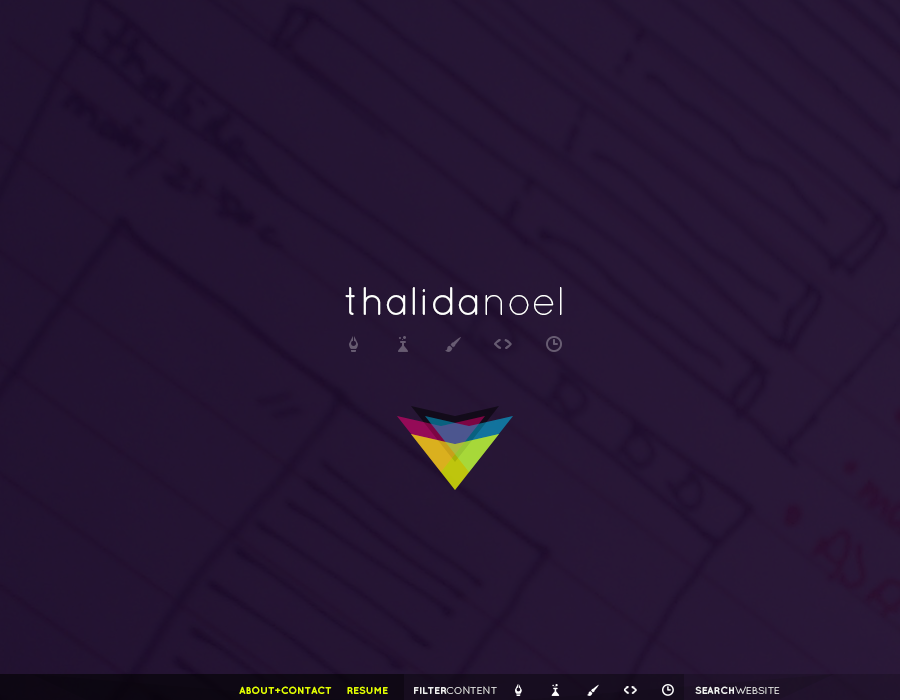 thalidanoel
ABOUT+CONTACT RESUME FILTERCONTENT SEARCHWEBSITE